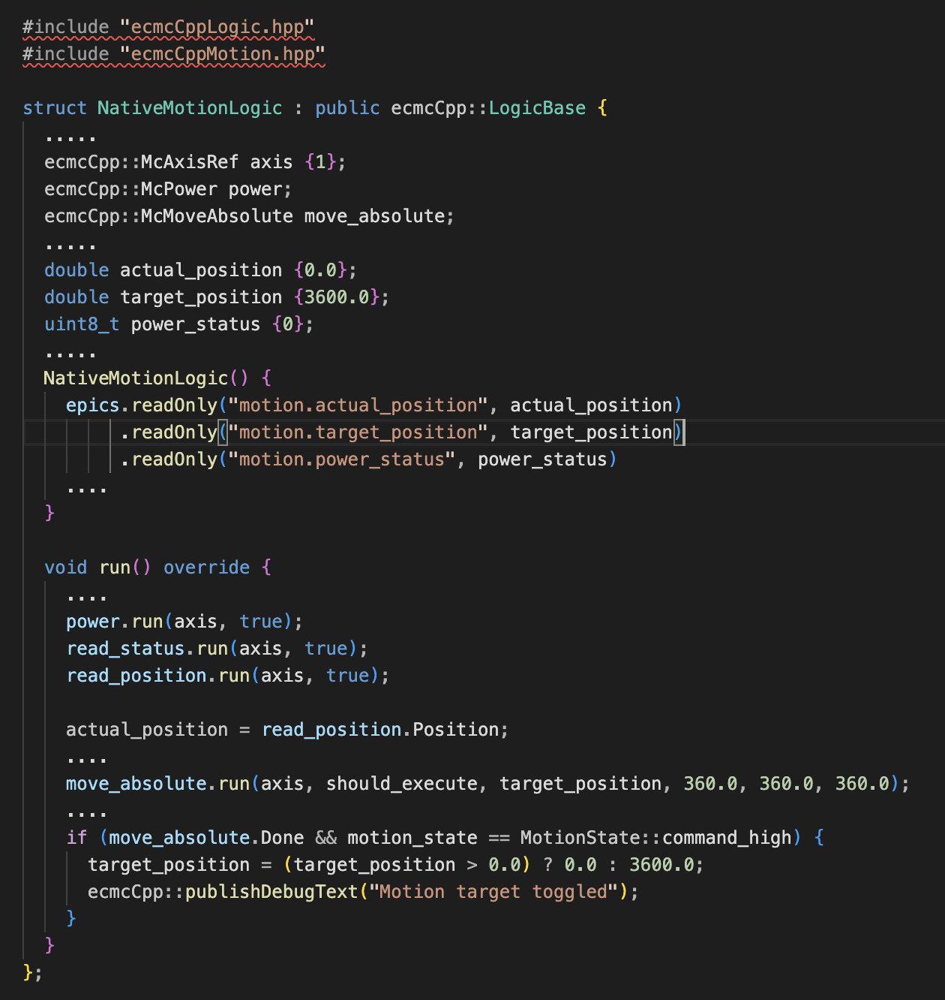 #include "ecmcCppLogic.hpp"
#include "ecmcCppMotion.hpp"

struct NativeMotionLogic : public ecmcCpp::LogicBase {
  .....
  ecmcCpp::McAxisRef axis {1};
  ecmcCpp::McPower power;
  ecmcCpp::McMoveAbsolute move_absolute;
  .....
  double actual_position {0.0};
  double target_position {3600.0};
  uint8_t power_status {0};
  .....
  NativeMotionLogic() {
    epics.readOnly("motion.actual_position", actual_position)
         .readOnly("motion.target_position", target_position)
         .readOnly("motion.power_status", power_status)
    ....
  }

  void run() override {
    ....
    power.run(axis, true);
    read_status.run(axis, true);
    read_position.run(axis, true);

    actual_position = read_position.Position;
    ....
    move_absolute.run(axis, should_execute, target_position, 360.0, 360.0, 360.0);
    ....
    if (move_absolute.Done && motion_state == MotionState::command_high) {
      target_position = (target_position > 0.0) ? 0.0 : 3600.0;
      ecmcCpp::publishDebugText("Motion target toggled");
    }
  }
};